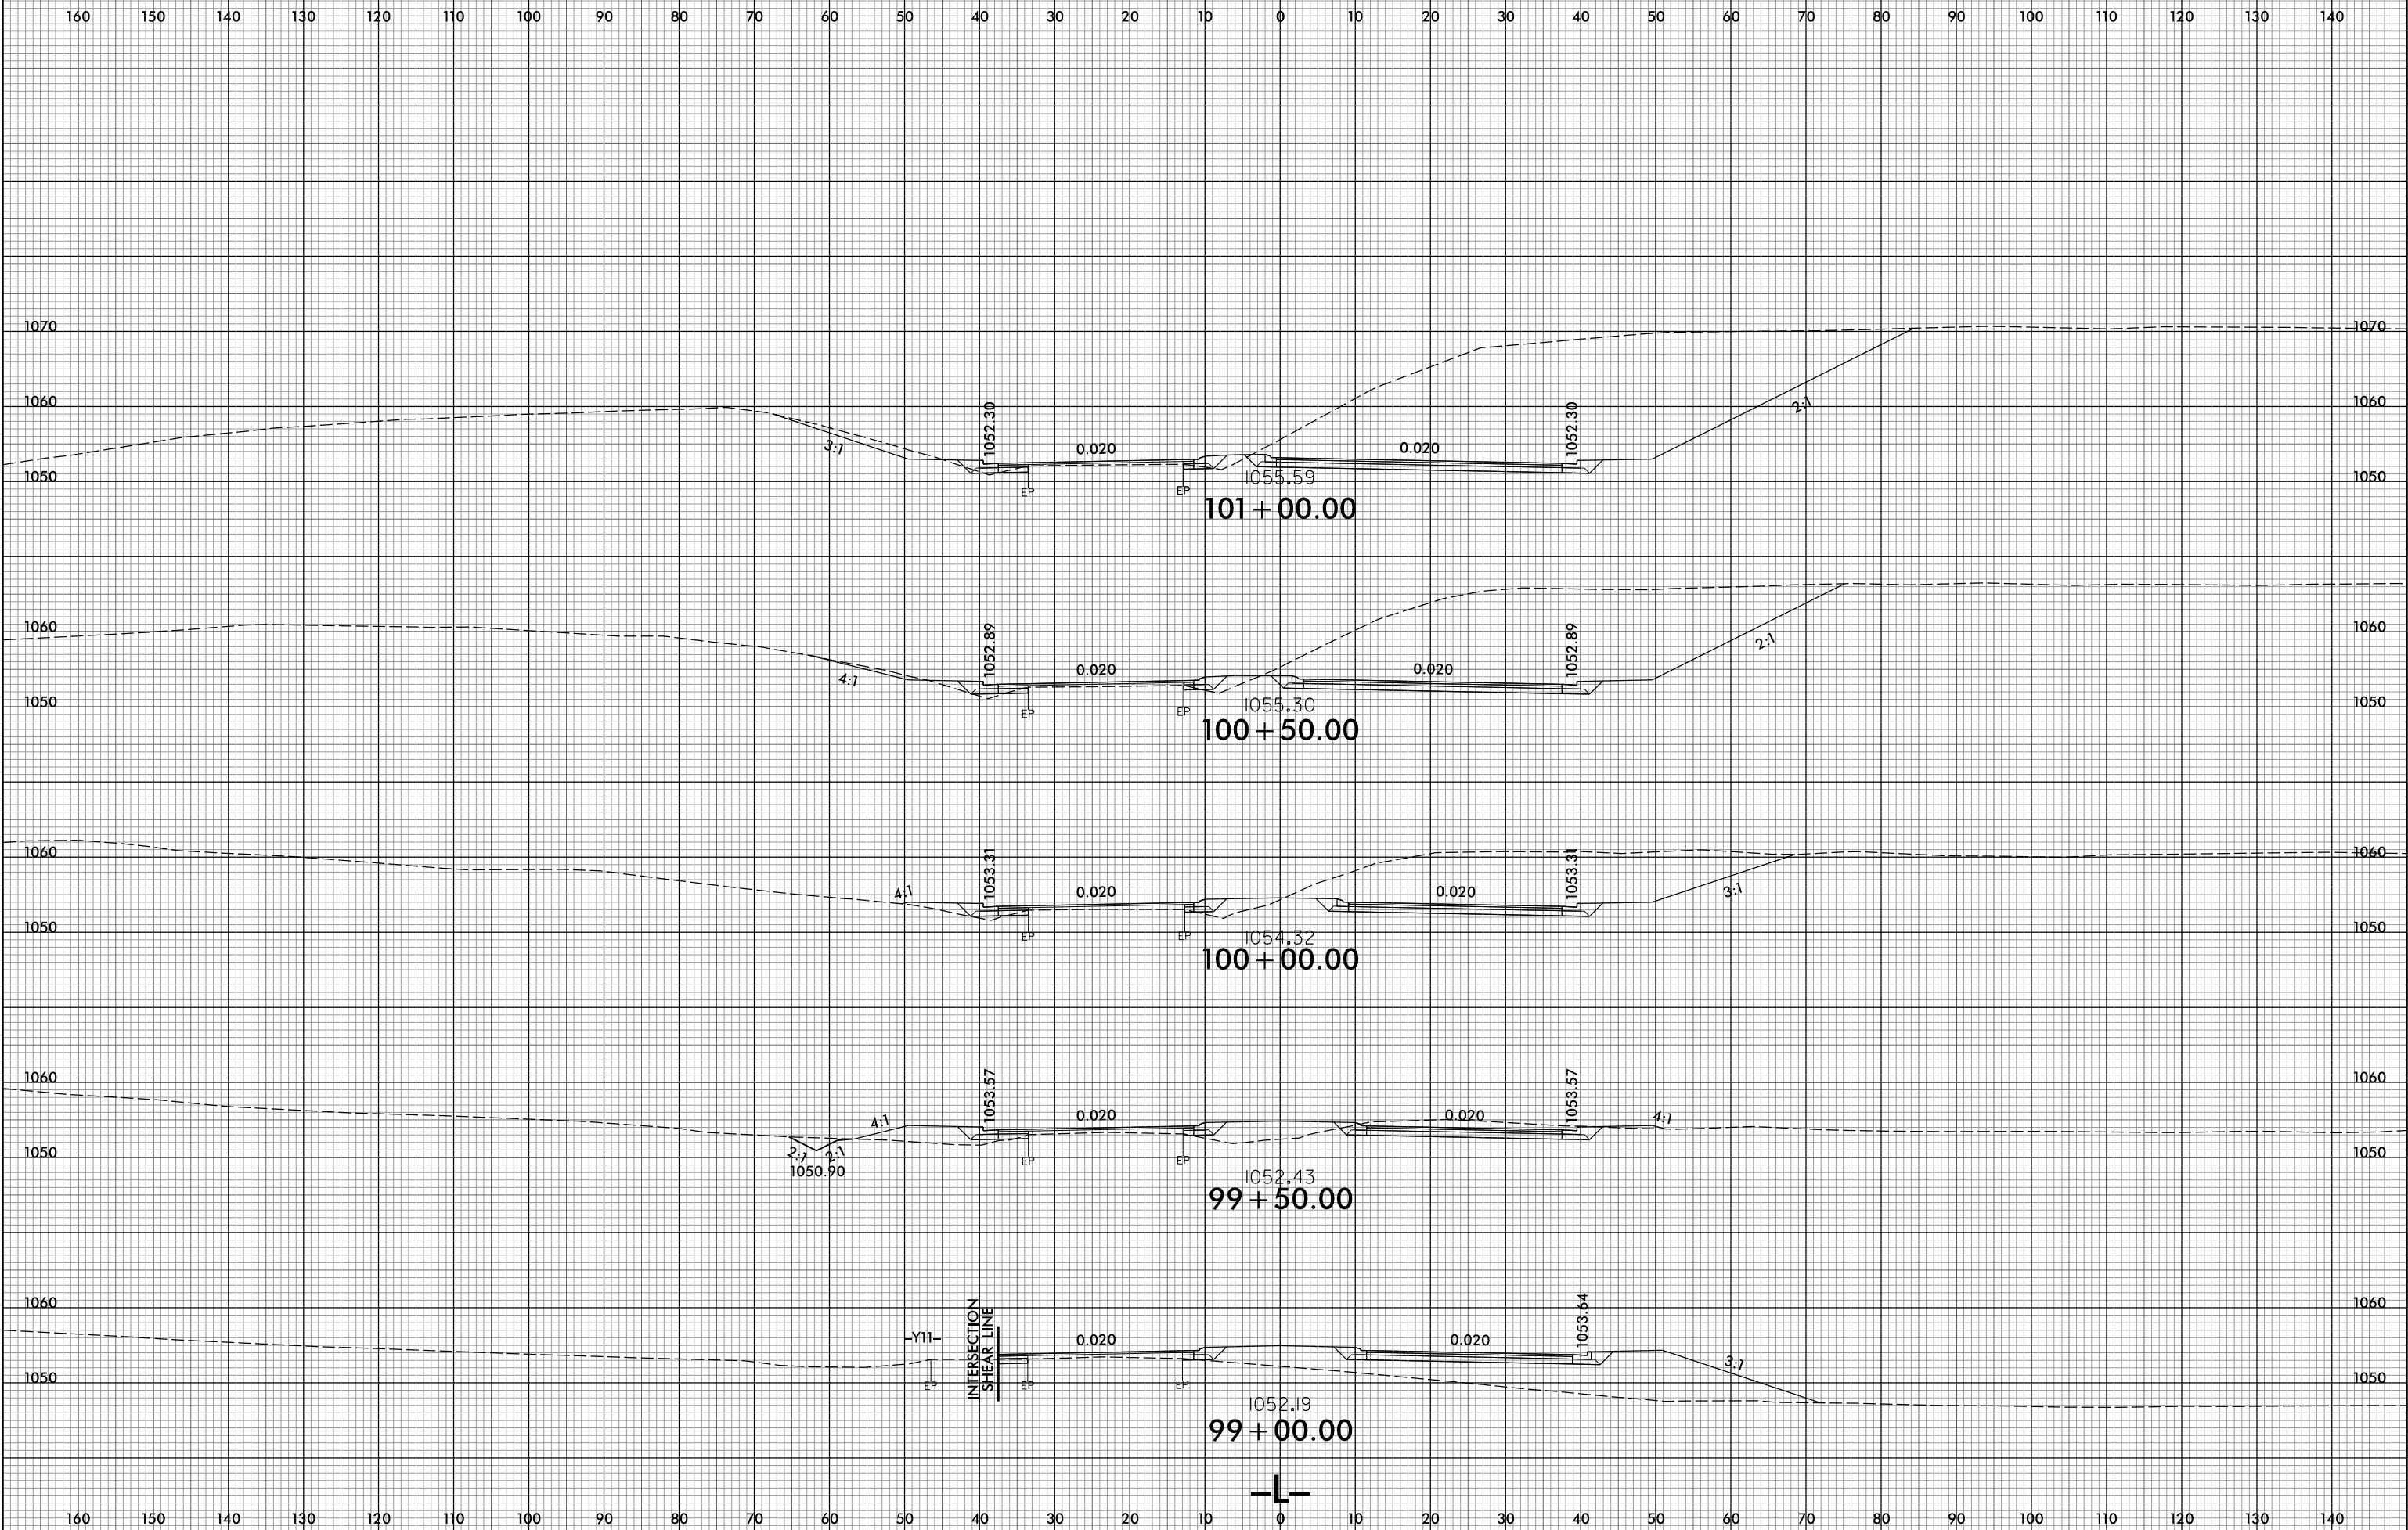 160 150 140 130 120 110 100 90 80 70 60 50 40 30 20 10 0 10 20 30 40 50 60 70 80 90 100 110 120 130 140
1070 1070
1060 3:1 1052.30 0.020 0.020 1052.30 2:1 1060
1050 EP EP 1055.59 1050
101+00.00
1060 4:1 1052.89 0.020 0.020 1052.89 2:1 1060
1050 EP EP 1055.30 1050
100+50.00
1060 4:1 1053.31 0.020 0.020 1053.31 3:1 1060
1050 EP EP 1054.32 1050
100+00.00
1060 4:1 1053.57 0.020 0.020 1053.57 4:1 1060
1050 2:1 2:1 EP EP 1050
1050.90 1052.43
99+50.00
1060 -Y11- INTERSECTION
SHEAR LINE
0.020 0.020 1053.64 3:1 1060
1050 EP EP EP 1050
1052.19
99+00.00
-L-
160 150 140 130 120 110 100 90 80 70 60 50 40 30 20 10 0 10 20 30 40 50 60 70 80 90 100 110 120 130 140